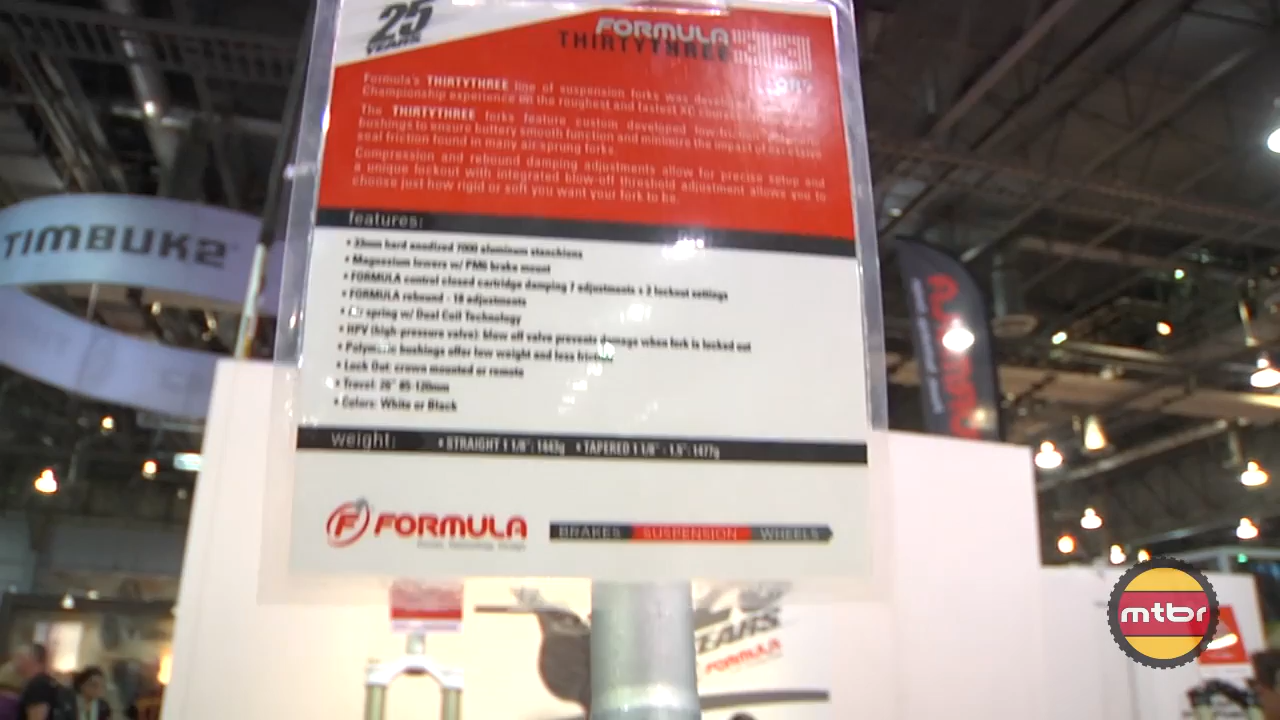 25
YEARS
FORMULA
THIRTYTHREE 33
Formula's THIRTYTHREE line of suspension forks was
Championship experience on the roughest and fastest XC
The THIRTYTHREE forks feature custom developed
bushings to ensure buttery smooth function and minimize the impact of
seal friction found in many air-sprung forks.
Compression and rebound damping adjustments allow for precise setup and
a unique lockout with integrated blow-off threshold adjustment allows you to
choose just how rigid or soft you want your fork to be.
features:
• 33mm hard anodized 7000 aluminum stanchions
• Magnesium lowers w/ PM6 brake mount
• FORMULA control closed cartridge damping 7 adjustments + 2 lockout settings
• FORMULA rebound - 18 adjustments
• spring w/ Dual Coil Technology
• HPV (high pressure valve): blow off valve prevents damage when fork is locked out
• bushings offer low weight and less friction
• Lock Out: crown mounted or remote
• Travel: 26" 85-120mm
• Colors: White or Black
weight: • STRAIGHT 1 1/8" - 1443g • TAPERED 1 1/8" - 1.5" - 1477g
FORMULA
BRAKES SUSPENSION WHEELS
TIMBUK2
YEARS
FORMULA
mtbr